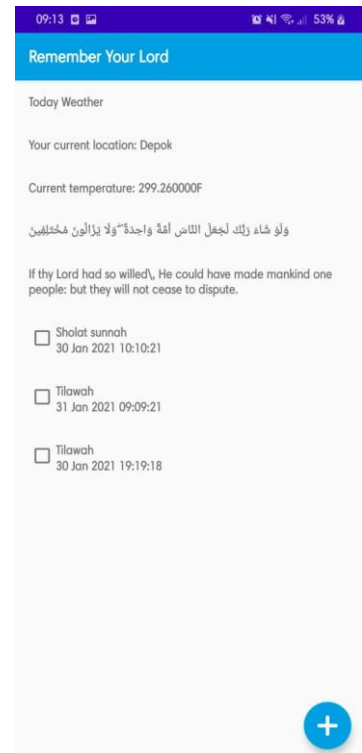 09:13 53%
Remember Your Lord
Today Weather
Your current location: Depok
Current temperature: 299.260000F
وَلَوْ شَاءَ رَبُّكَ لَجَعَلَ النَّاسَ أُمَّةً وَاحِدَةً ۖ وَلَا يَزَالُونَ مُخْتَلِفِينَ
If thy Lord had so willed\, He could have made mankind one
people: but they will not cease to dispute.
Sholat sunnah
30 Jan 2021 10:10:21
Tilawah
31 Jan 2021 09:09:21
Tilawah
30 Jan 2021 19:19:18
+